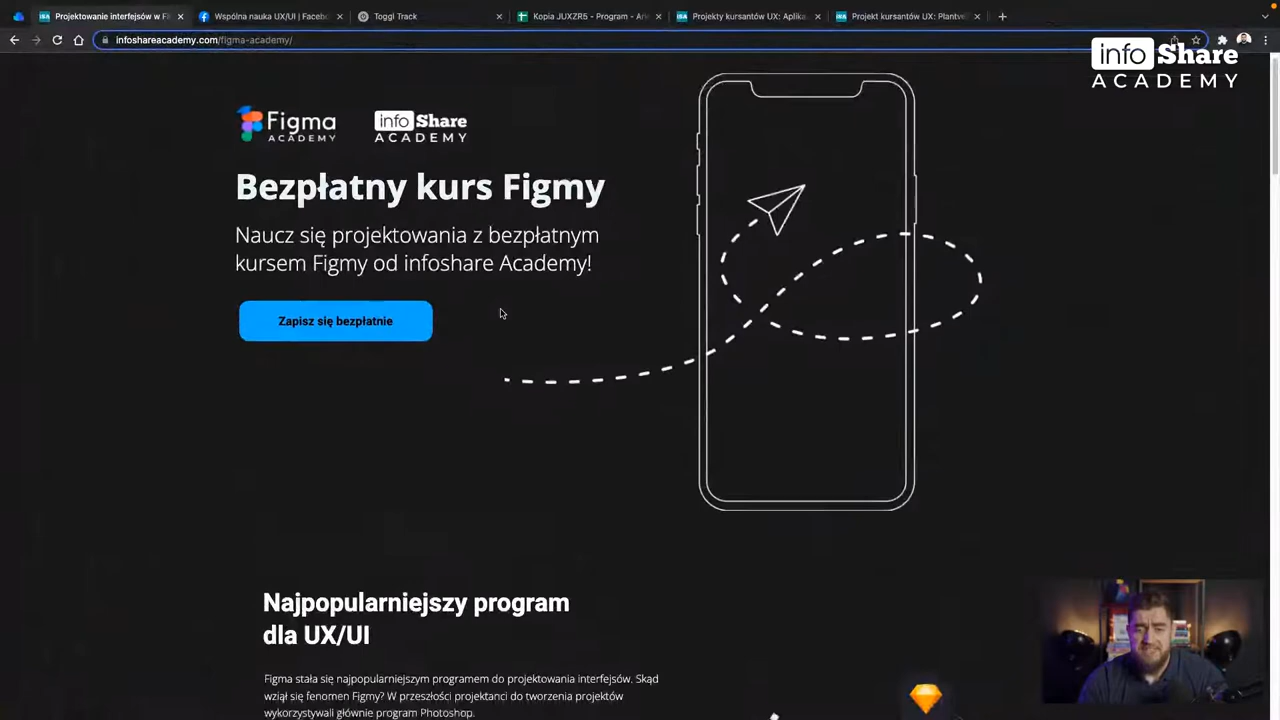 Projektowanie interfejsów w Fi
Wspólna nauka UX/UI | Facebo
Toggl Track
Kopia JUXZR5 - Program - Ark
Projekty kursantów UX: Aplika
Projekt kursantów UX: Plantwe
infoshareacademy.com/figma-academy/
info Share
ACADEMY
Figma
ACADEMY
info Share
ACADEMY
Bezpłatny kurs Figmy
Naucz się projektowania z bezpłatnym
kursem Figmy od infoshare Academy!
Zapisz się bezpłatnie
Najpopularniejszy program
dla UX/UI
Figma stała się najpopularniejszym programem do projektowania interfejsów. Skąd
wziął się fenomen Figmy? W przeszłości projektanci do tworzenia projektów
wykorzystywali głównie program Photoshop.